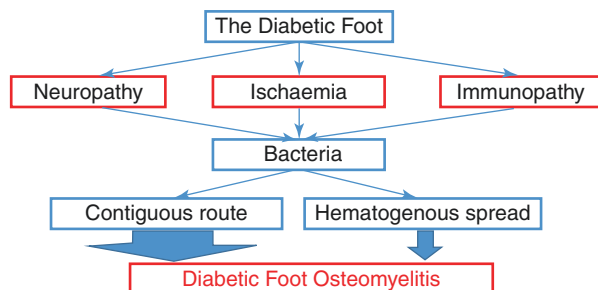 The Diabetic Foot
Neuropathy
Ischaemia
Immunopathy
Bacteria
Contiguous route
Hematogenous spread
Diabetic Foot Osteomyelitis